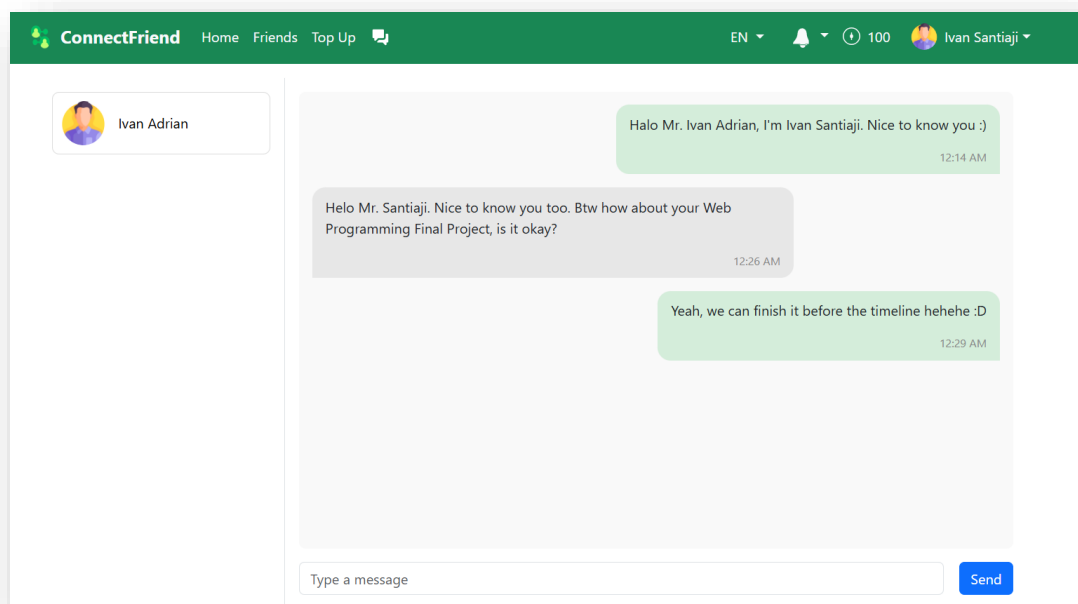 ConnectFriend Home Friends Top Up EN 100 Ivan Santiaji
Ivan Adrian
Halo Mr. Ivan Adrian, I'm Ivan Santiaji. Nice to know you :)
12:14 AM
Helo Mr. Santiaji. Nice to know you too. Btw how about your Web
Programming Final Project, is it okay?
12:26 AM
Yeah, we can finish it before the timeline hehehe :D
12:29 AM
Type a message
Send